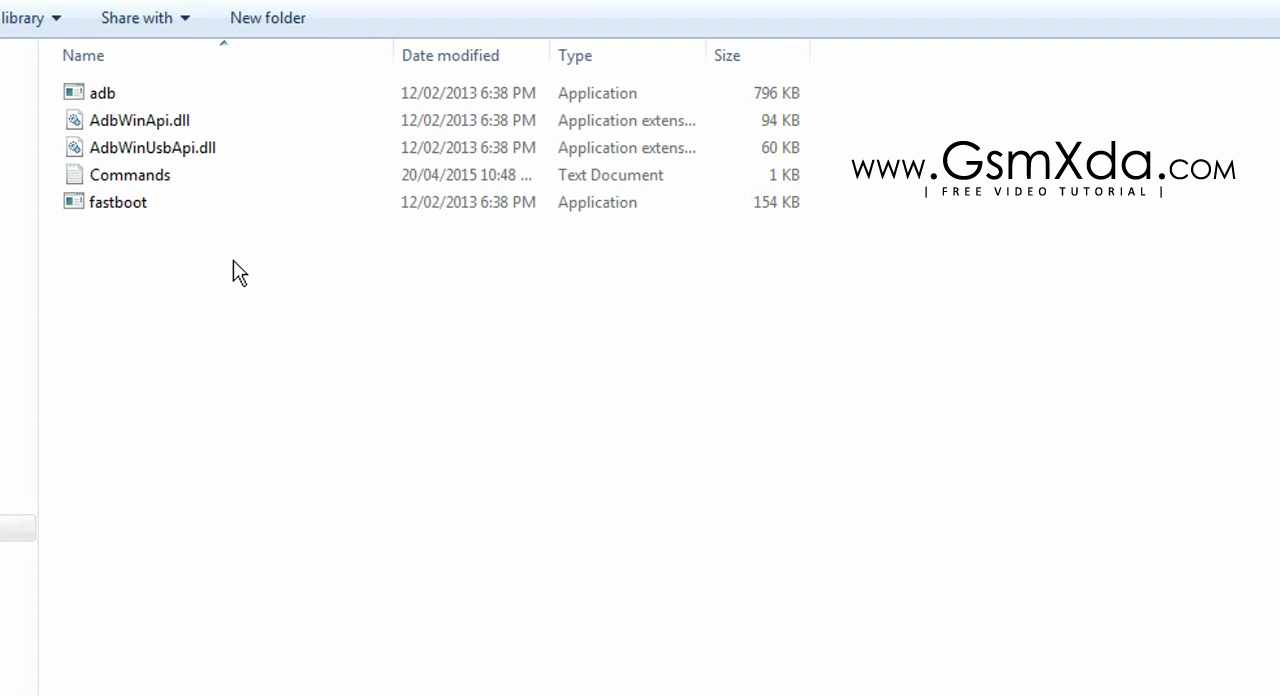 library Share with New folder
Name Date modified Type Size
adb 12/02/2013 6:38 PM Application 796 KB
AdbWinApi.dll 12/02/2013 6:38 PM Application extens... 94 KB
AdbWinUsbApi.dll 12/02/2013 6:38 PM Application extens... 60 KB
Commands 20/04/2015 10:48 ... Text Document 1 KB
fastboot 12/02/2013 6:38 PM Application 154 KB
www.GsmXda.com
| FREE VIDEO TUTORIAL |